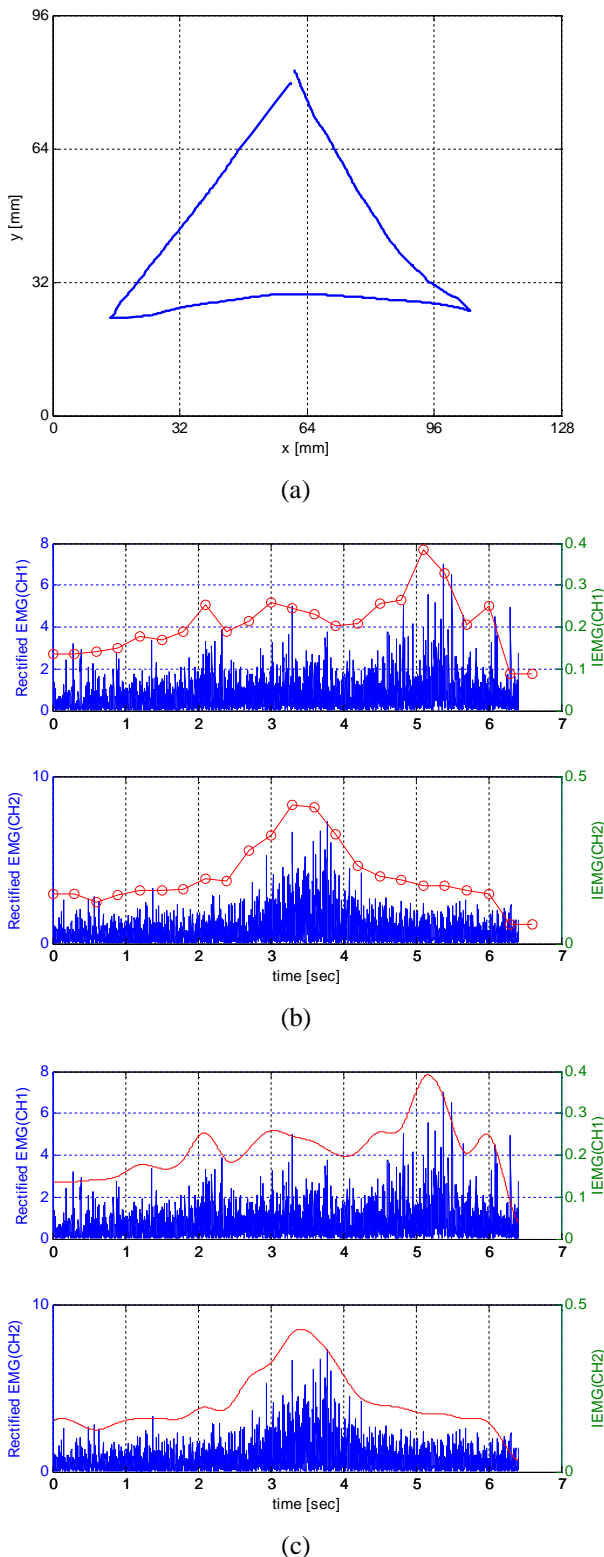 96
64
32
0
y [mm]
0 32 64 96 128
x [mm]
(a)
8
6
4
2
0
Rectified EMG(CH1)
0.4
0.3
0.2
0.1
0
IEMG(CH1)
0 1 2 3 4 5 6 7
10
0
Rectified EMG(CH2)
0.5
0
IEMG(CH2)
0 1 2 3 4 5 6 7
time [sec]
(b)
8
6
4
2
0
Rectified EMG(CH1)
0.4
0.3
0.2
0.1
0
IEMG(CH1)
0 1 2 3 4 5 6 7
10
0
Rectified EMG(CH2)
0.5
0
IEMG(CH2)
0 1 2 3 4 5 6 7
time [sec]
(c)